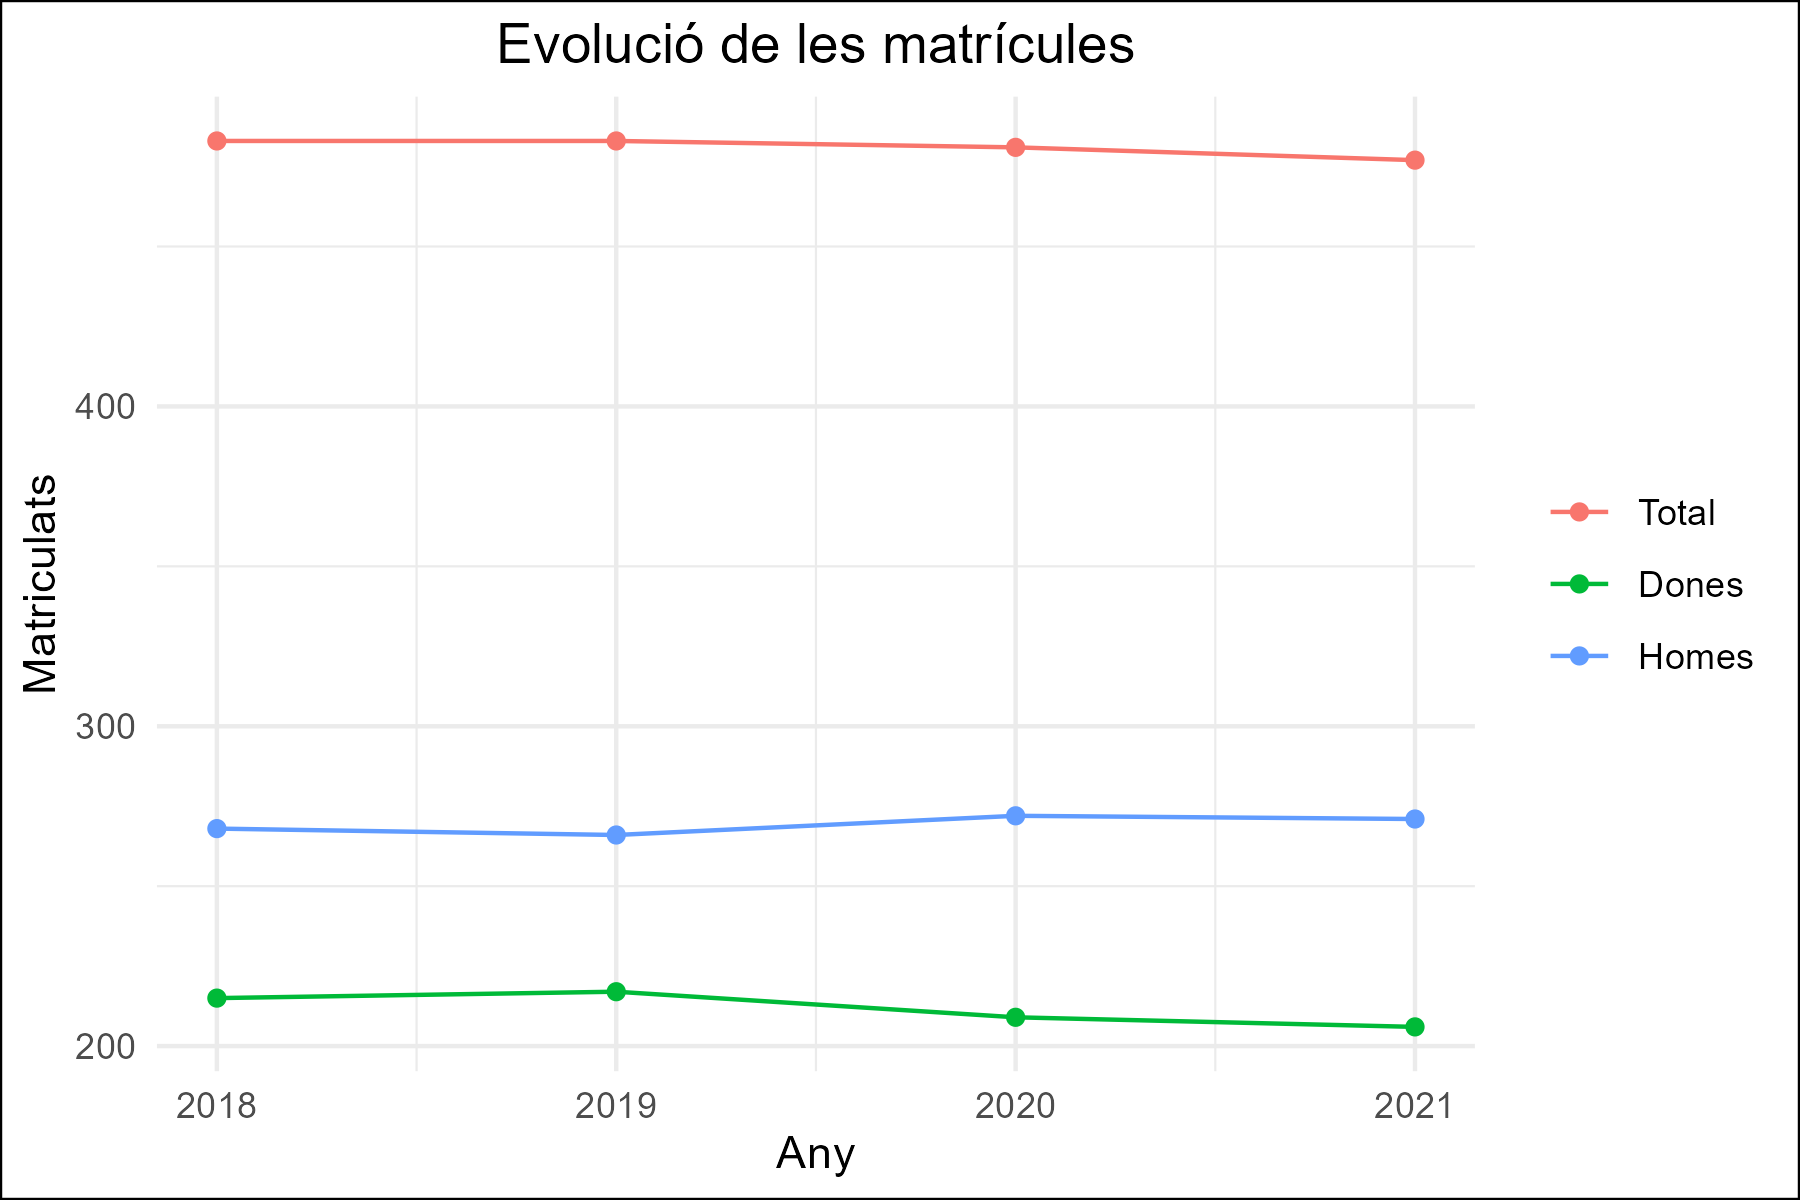 Evolució de les matrícules
Matriculats
400
300
200
2018
2019
2020
2021
Any
Total
Dones
Homes